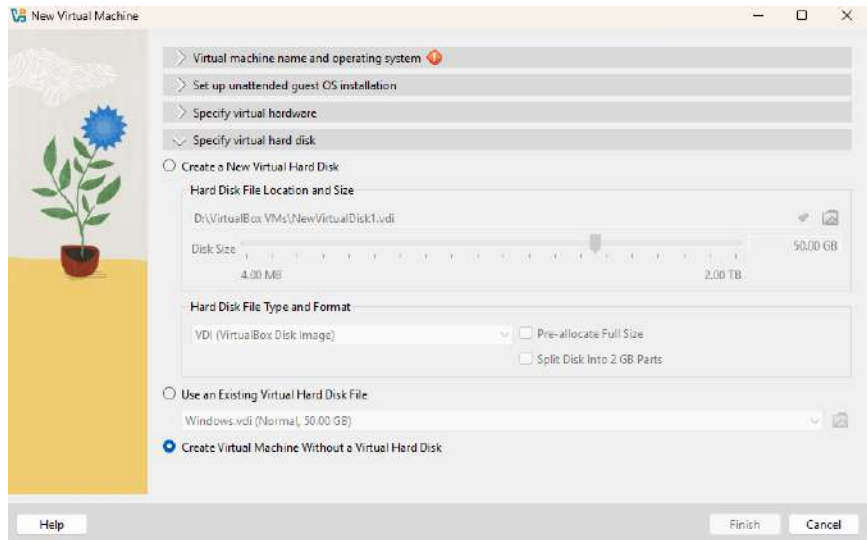 New Virtual Machine
Virtual machine name and operating system
Set up unattended guest OS installation
Specify virtual hardware
Specify virtual hard disk
Create a New Virtual Hard Disk
Hard Disk File Location and Size
D:\VirtualBox VMs\NewVirtualDisk1.vdi
Disk Size 50.00 GB
4.00 MB 2.00 TB
Hard Disk File Type and Format
VDI (VirtualBox Disk Image) Pre-allocate Full Size
Split Disk Into 2 GB Parts
Use an Existing Virtual Hard Disk File
Windows.vdi (Normal, 50.00 GB)
Create Virtual Machine Without a Virtual Hard Disk
Help Finish Cancel